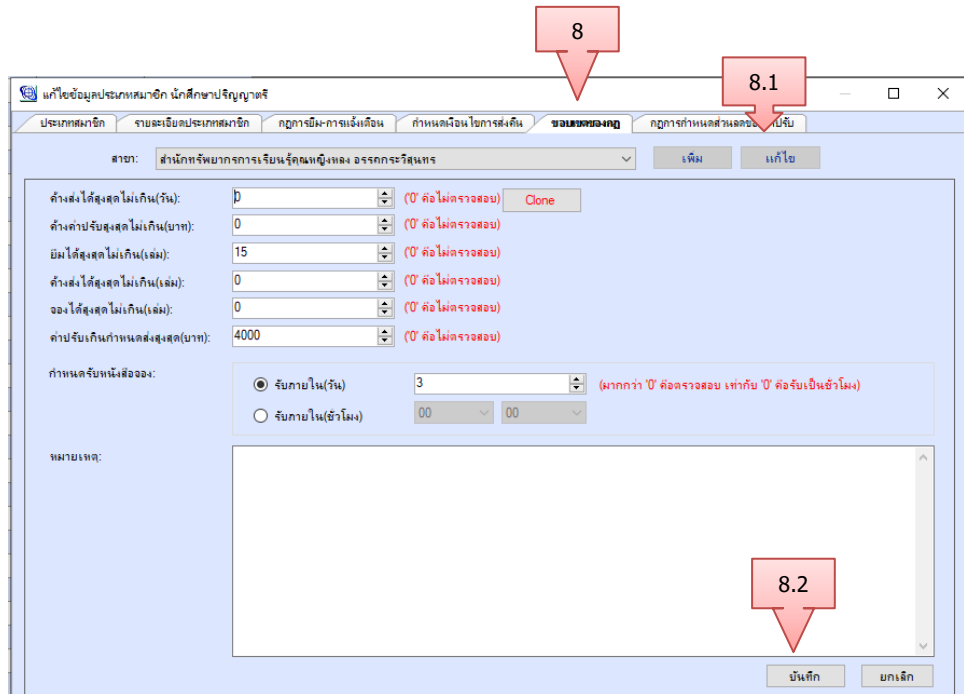 8
8.1
แก้ไขข้อมูลประเภทสมาชิก นักศึกษาปริญญาตรี
ประเภทสมาชิก รายละเอียดประเภทสมาชิก กฎการยืม-การแจ้งเตือน กำหนดเงื่อนไขการส่งคืน ขอบเขตของกฎ กฎการกำหนดส่วนลดของค่าปรับ
สาขา: สำนักทรัพยากรการเรียนรู้คุณหญิงหลง อรรถกระวีสุนทร เพิ่ม แก้ไข
ค้างส่งได้สูงสุดไม่เกิน(วัน): 0 ('0' คือไม่ตรวจสอบ) Clone
ค้างค่าปรับสูงสุดไม่เกิน(บาท): 0 ('0' คือไม่ตรวจสอบ)
ยืมได้สูงสุดไม่เกิน(เล่ม): 15 ('0' คือไม่ตรวจสอบ)
ค้างส่งได้สูงสุดไม่เกิน(เล่ม): 0 ('0' คือไม่ตรวจสอบ)
จองได้สูงสุดไม่เกิน(เล่ม): 0 ('0' คือไม่ตรวจสอบ)
ค่าปรับเกินกำหนดส่งสูงสุด(บาท): 4000 ('0' คือไม่ตรวจสอบ)
กำหนดรับหนังสือจอง:
รับภายใน(วัน) 3 (มากกว่า '0' คือตรวจสอบ เท่ากับ '0' คือรับเป็นชั่วโมง)
รับภายใน(ชั่วโมง) 00 00
หมายเหตุ:
8.2
บันทึก ยกเลิก